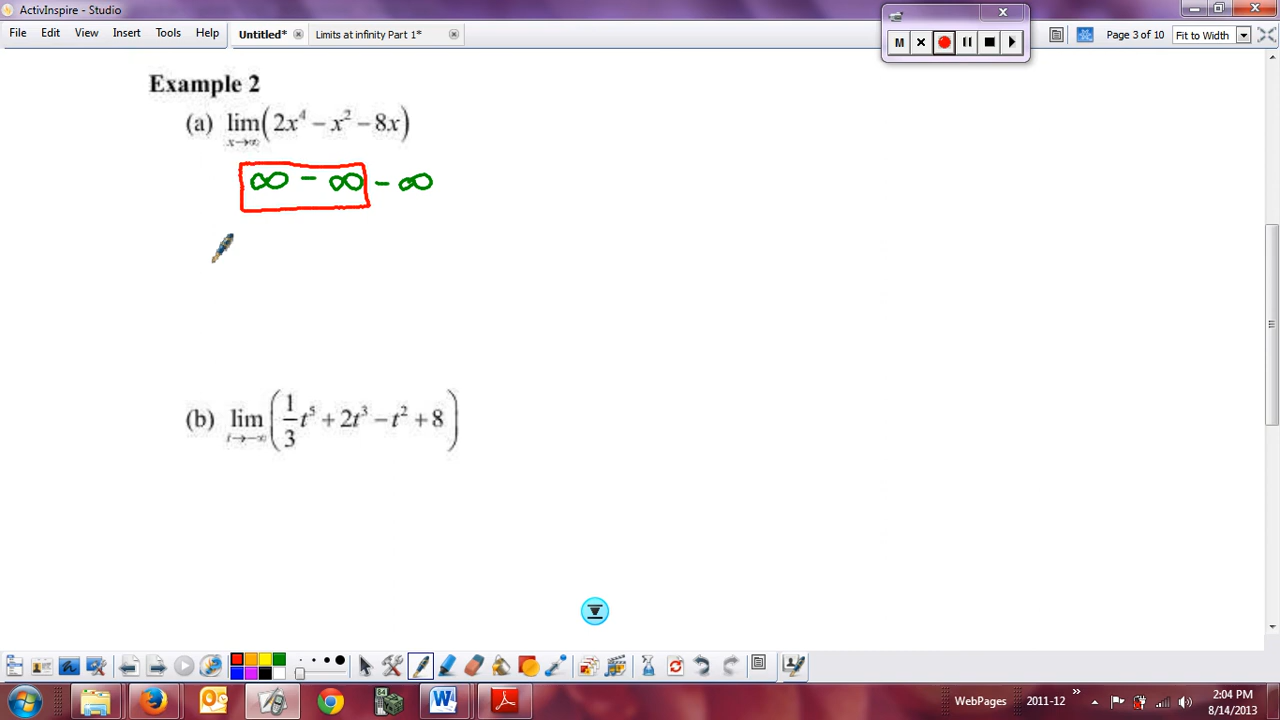 ActivInspire - Studio
File Edit View Insert Tools Help Untitled* Limits at infinity Part 1* M Page 3 of 10 Fit to Width
Example 2
(a) lim x→∞ (2x⁴ − x² − 8x)
∞ − ∞ − ∞
(b) lim t→−∞ (1/3 t⁵ + 2t³ − t² + 8)
WebPages 2011-12 » 2:04 PM
8/14/2013